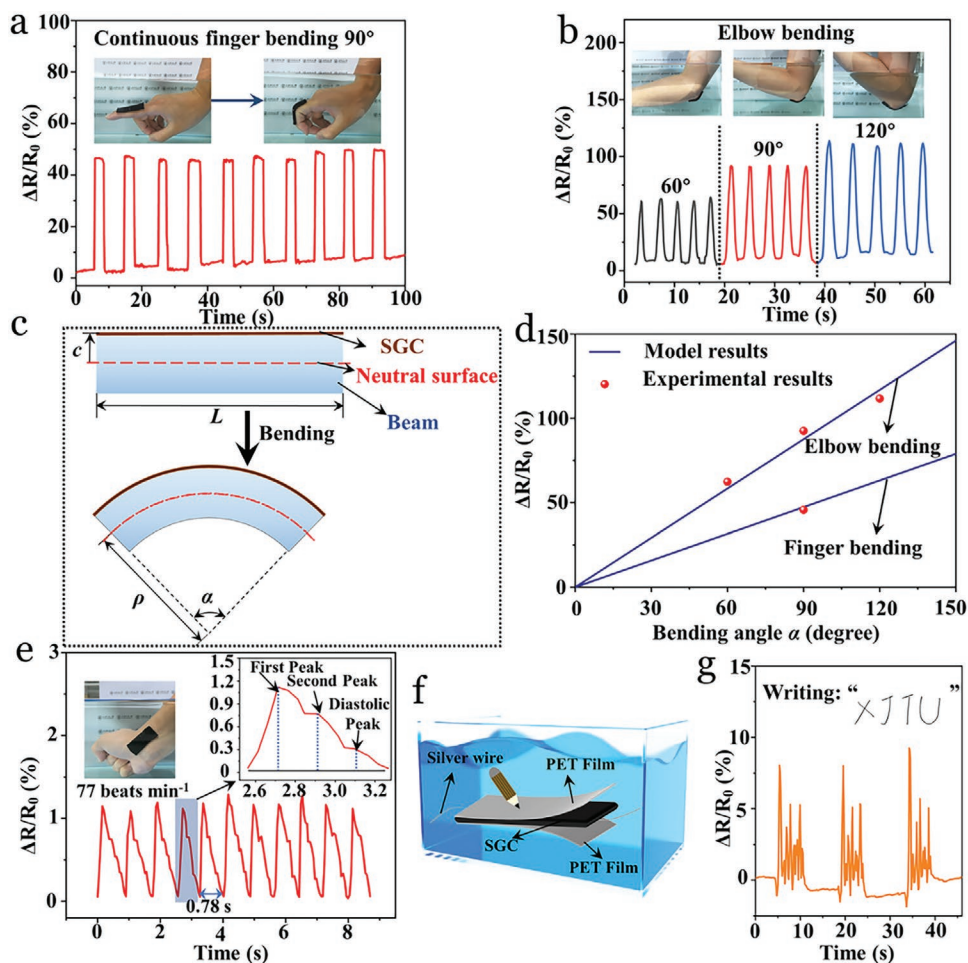 a
Continuous finger bending 90°
ΔR/R₀ (%)
100
80
60
40
20
0
0 20 40 60 80 100
Time (s)
b
Elbow bending
ΔR/R₀ (%)
200
150
100
50
0
60°
90°
120°
0 10 20 30 40 50 60
Time (s)
c
c
SGC
Neutral surface
L
Beam
Bending
ρ
α
d
Model results
Experimental results
ΔR/R₀ (%)
150
100
50
0
Elbow bending
Finger bending
0 30 60 90 120 150
Bending angle α (degree)
e
ΔR/R₀ (%)
3
2
1
0
77 beats min⁻¹
0.78 s
0 2 4 6 8
Time (s)
1.5
1.2
0.9
0.6
0.3
0.0
First Peak
Second Peak
Diastolic
Peak
2.6 2.8 3.0 3.2
f
Silver wire
PET Film
SGC
PET Film
g
Writing: “XJTU”
ΔR/R₀ (%)
15
10
5
0
-5
0 10 20 30 40
Time (s)